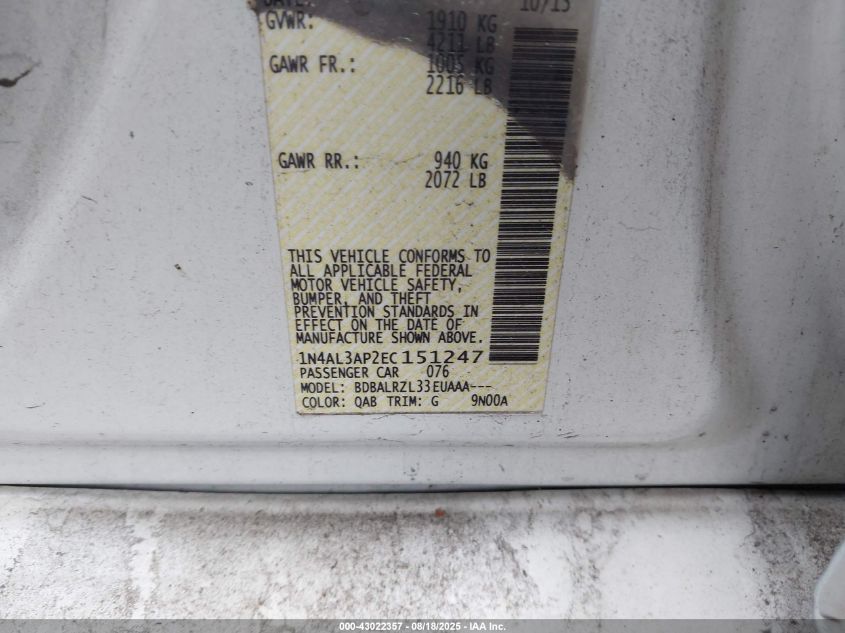 10/13
GVWR: 1910 KG
4211 LB
GAWR FR.: 1005 KG
2216 LB
GAWR RR.: 940 KG
2072 LB
THIS VEHICLE CONFORMS TO
ALL APPLICABLE FEDERAL
MOTOR VEHICLE SAFETY,
BUMPER, AND THEFT
PREVENTION STANDARDS IN
EFFECT ON THE DATE OF
MANUFACTURE SHOWN ABOVE.
1N4AL3AP2EC151247
PASSENGER CAR 076
MODEL: BDBALRZL33EUAAA---
COLOR: QAB TRIM: G 9N00A
000-43022357 - 08/18/2025 - IAA Inc.